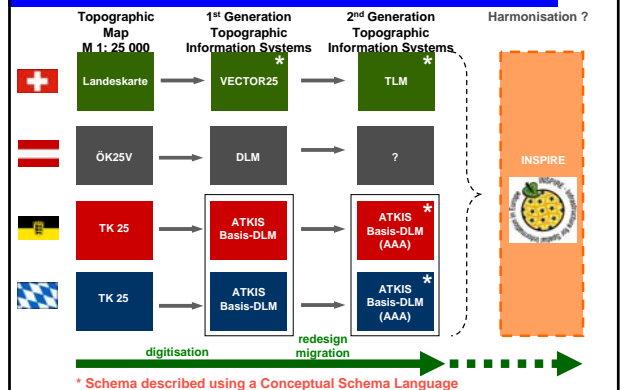 Topographic
Map
M 1: 25 000
1st Generation
Topographic
Information Systems
2nd Generation
Topographic
Information Systems
Harmonisation ?
Landeskarte
VECTOR25
*
TLM
*
ÖK25V
DLM
?
INSPIRE
TK 25
ATKIS
Basis-DLM
ATKIS
Basis-DLM
(AAA)
*
TK 25
ATKIS
Basis-DLM
ATKIS
Basis-DLM
(AAA)
*
digitisation
redesign
migration
* Schema described using a Conceptual Schema Language